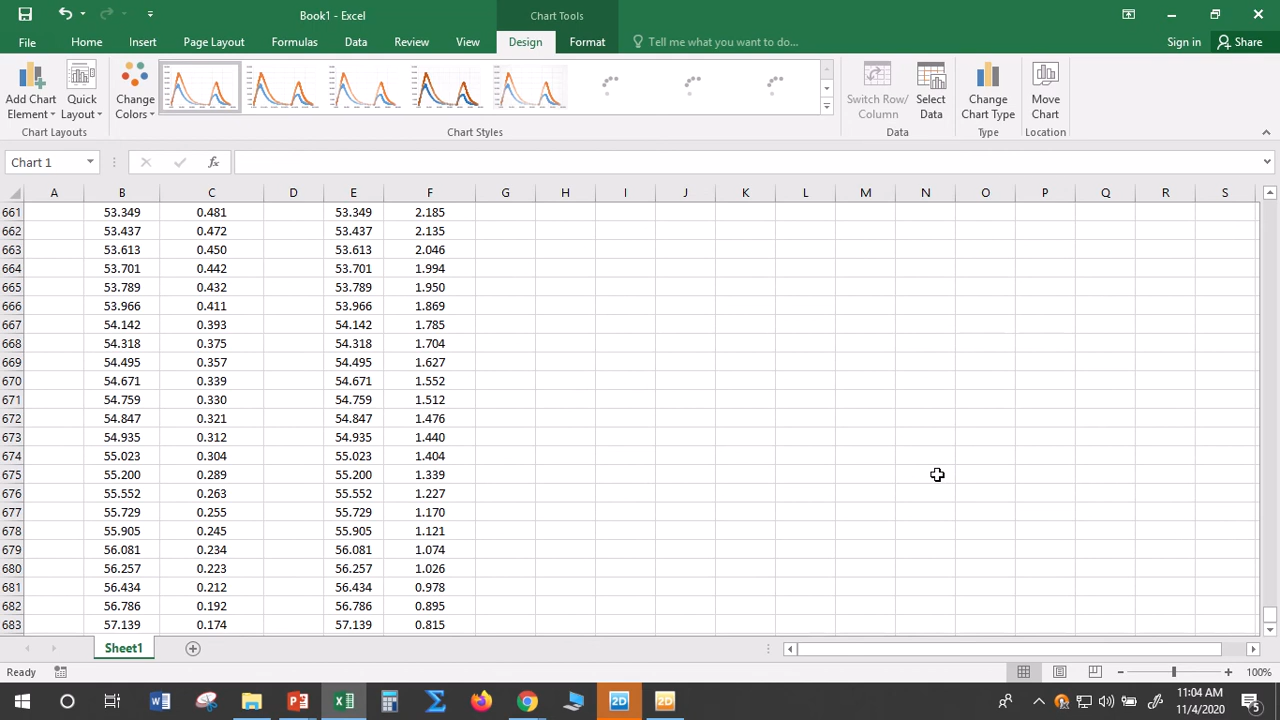 Book1 - Excel
Chart Tools
File Home Insert Page Layout Formulas Data Review View Design Format Tell me what you want to do... Sign in Share
Add Chart Element Quick Layout Change Colors Switch Row/ Column Select Data Change Chart Type Move Chart
Chart Layouts Chart Styles Data Type Location
Chart 1 fx
A B C D E F G H I J K L M N O P Q R S
661 53.349 0.481 53.349 2.185
662 53.437 0.472 53.437 2.135
663 53.613 0.450 53.613 2.046
664 53.701 0.442 53.701 1.994
665 53.789 0.432 53.789 1.950
666 53.966 0.411 53.966 1.869
667 54.142 0.393 54.142 1.785
668 54.318 0.375 54.318 1.704
669 54.495 0.357 54.495 1.627
670 54.671 0.339 54.671 1.552
671 54.759 0.330 54.759 1.512
672 54.847 0.321 54.847 1.476
673 54.935 0.312 54.935 1.440
674 55.023 0.304 55.023 1.404
675 55.200 0.289 55.200 1.339
676 55.552 0.263 55.552 1.227
677 55.729 0.255 55.729 1.170
678 55.905 0.245 55.905 1.121
679 56.081 0.234 56.081 1.074
680 56.257 0.223 56.257 1.026
681 56.434 0.212 56.434 0.978
682 56.786 0.192 56.786 0.895
683 57.139 0.174 57.139 0.815
Sheet1
Ready 100%
2D 2D 11:04 AM
11/4/2020 5